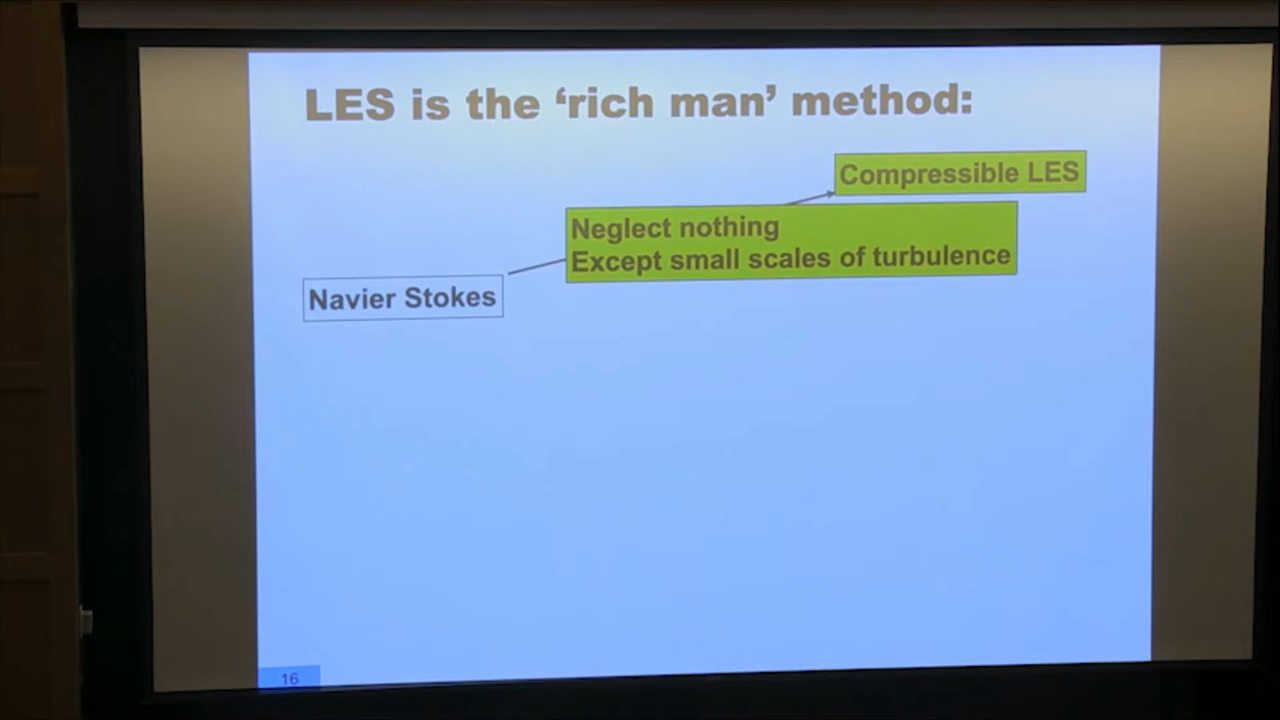 LES is the ‘rich man’ method:
Compressible LES
Neglect nothing
Except small scales of turbulence
Navier Stokes
16